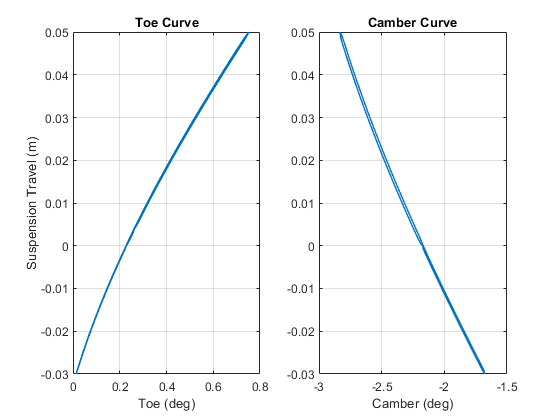 Toe Curve
Camber Curve
Suspension Travel (m)
0.05
0.04
0.03
0.02
0.01
0
-0.01
-0.02
-0.03
0 0.2 0.4 0.6 0.8
Toe (deg)
0.05
0.04
0.03
0.02
0.01
0
-0.01
-0.02
-0.03
-3 -2.5 -2 -1.5
Camber (deg)